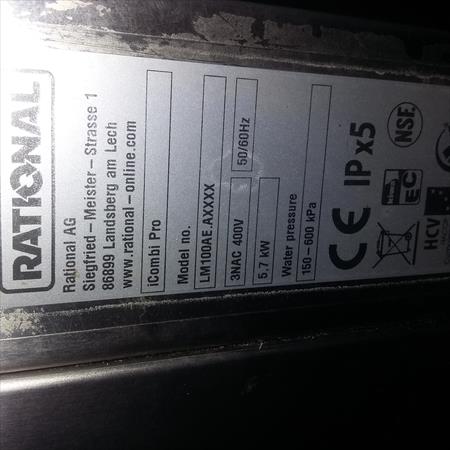 RATIONAL
Rational AG
Siegfried – Meister – Strasse 1
86899 Landsberg am Lech
www.rational – online.com
iCombi Pro
Model no.
LM100AE.AXXXX
3NAC 400V
50/60Hz
5,7 kW
Water pressure
150 – 600 kPa
CE IP x5
EC
NSF
HCV